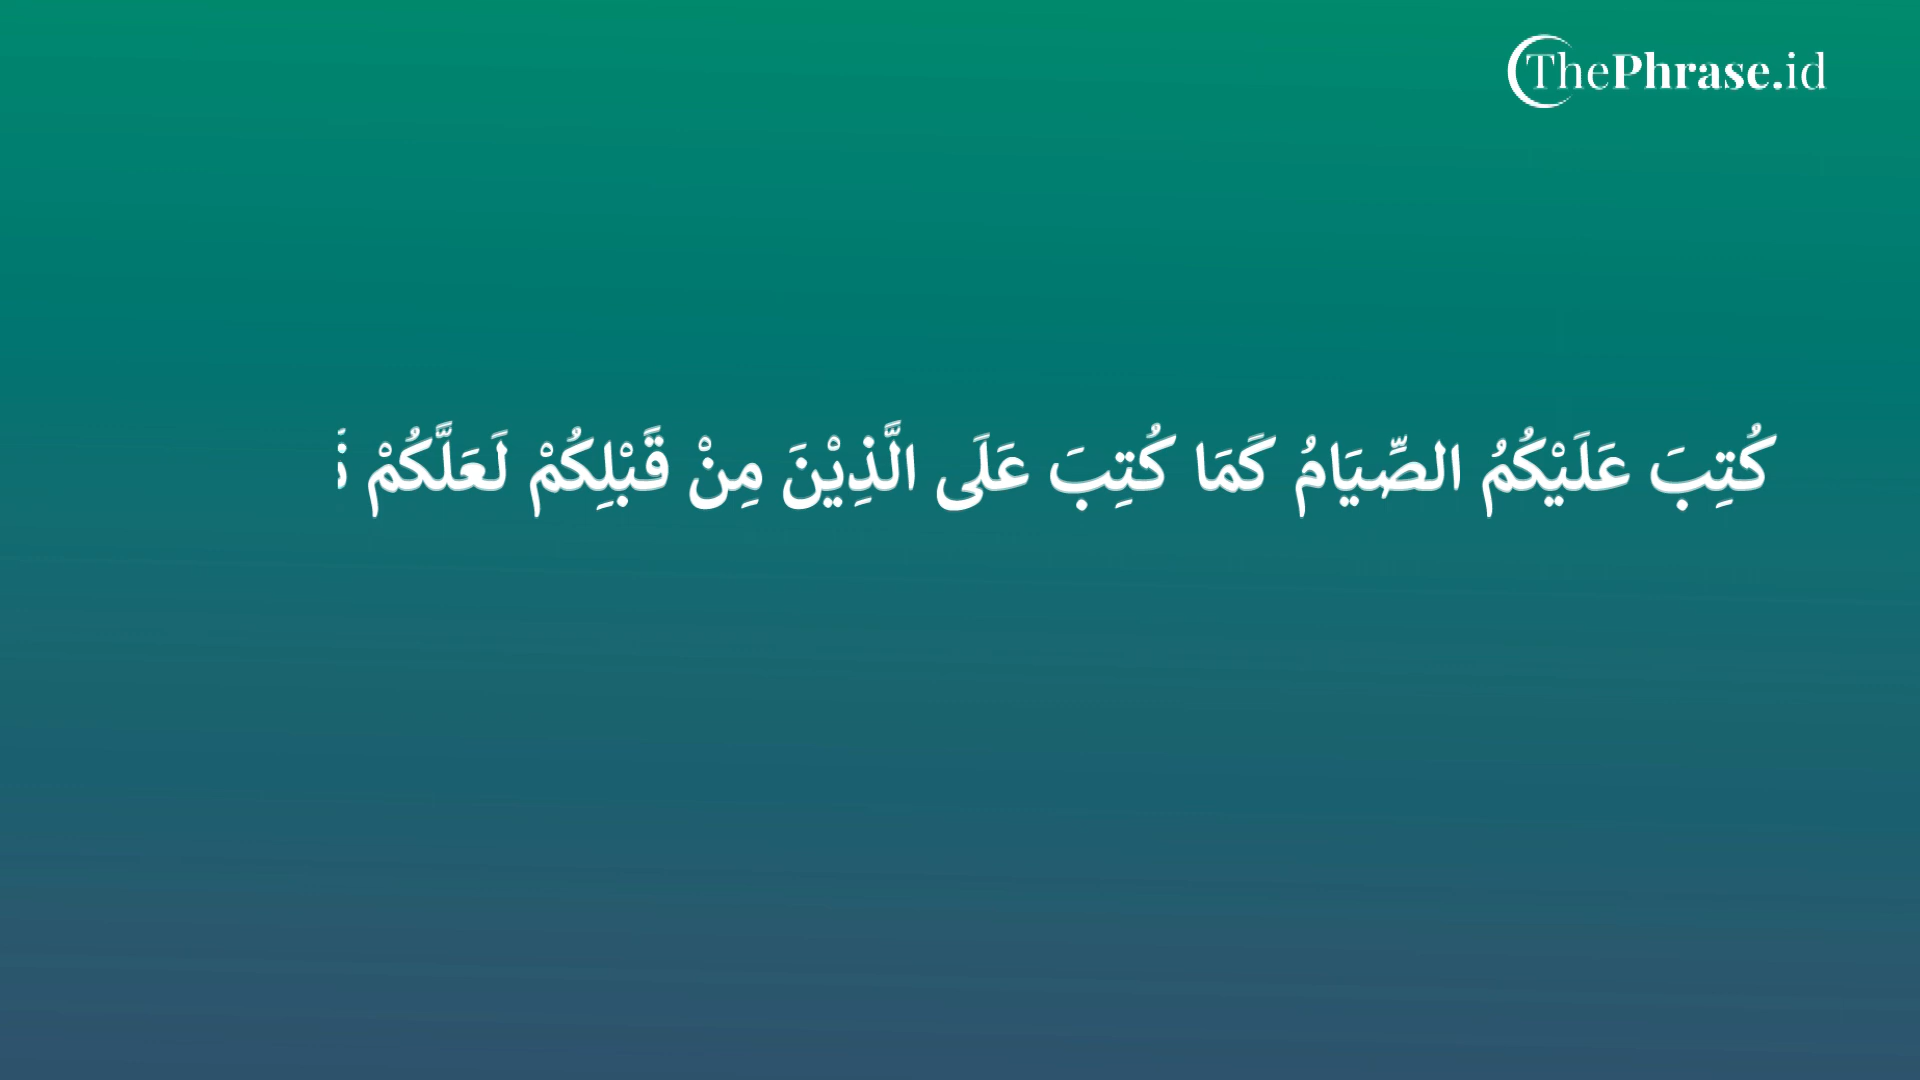 ThePhrase.id
كُتِبَ عَلَيْكُمُ الصِّيَامُ كَمَا كُتِبَ عَلَى الَّذِيْنَ مِنْ قَبْلِكُمْ لَعَلَّكُمْ